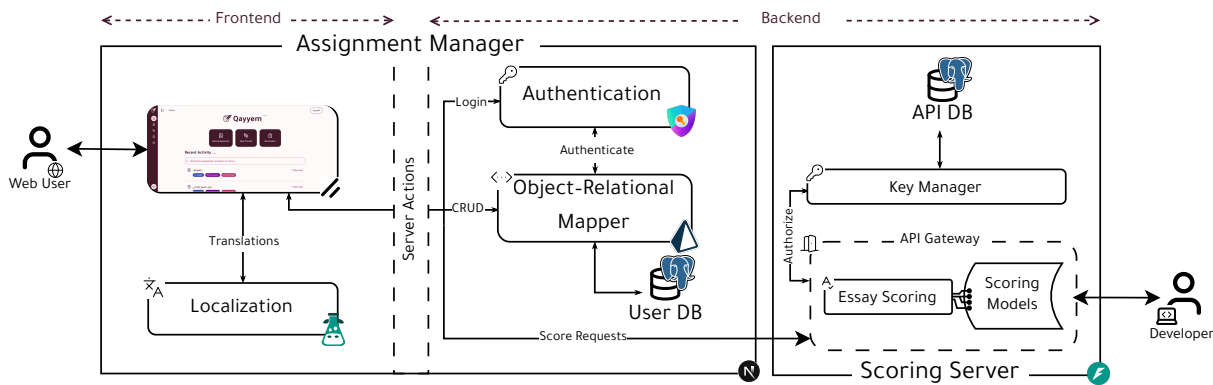 Frontend
Backend
Assignment Manager
Login
Authentication
API DB
Qayyem
Recent Activity
Web User
Authenticate
Object-Relational
Mapper
CRUD
Key Manager
Server Actions
Authorize
Translations
API Gateway
Localization
User DB
Essay Scoring
Scoring
Models
Score Requests
Developer
Scoring Server